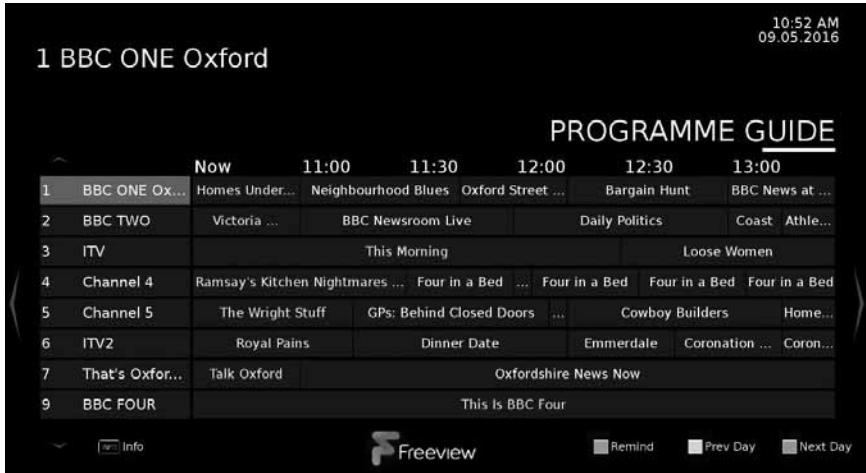 10:52 AM
09.05.2016
1 BBC ONE Oxford
PROGRAMME GUIDE
Now 11:00 11:30 12:00 12:30 13:00
1 BBC ONE Ox... Homes Under... Neighbourhood Blues Oxford Street ... Bargain Hunt BBC News at ...
2 BBC TWO Victoria ... BBC Newsroom Live Daily Politics Coast Athle...
3 ITV This Morning Loose Women
4 Channel 4 Ramsay's Kitchen Nightmares ... Four in a Bed ... Four in a Bed Four in a Bed Four in a Bed
5 Channel 5 The Wright Stuff GPs: Behind Closed Doors ... Cowboy Builders Home...
6 ITV2 Royal Pains Dinner Date Emmerdale Coronation ... Coron...
7 That's Oxfor... Talk Oxford Oxfordshire News Now
9 BBC FOUR This Is BBC Four
Info Freeview Remind Prev Day Next Day